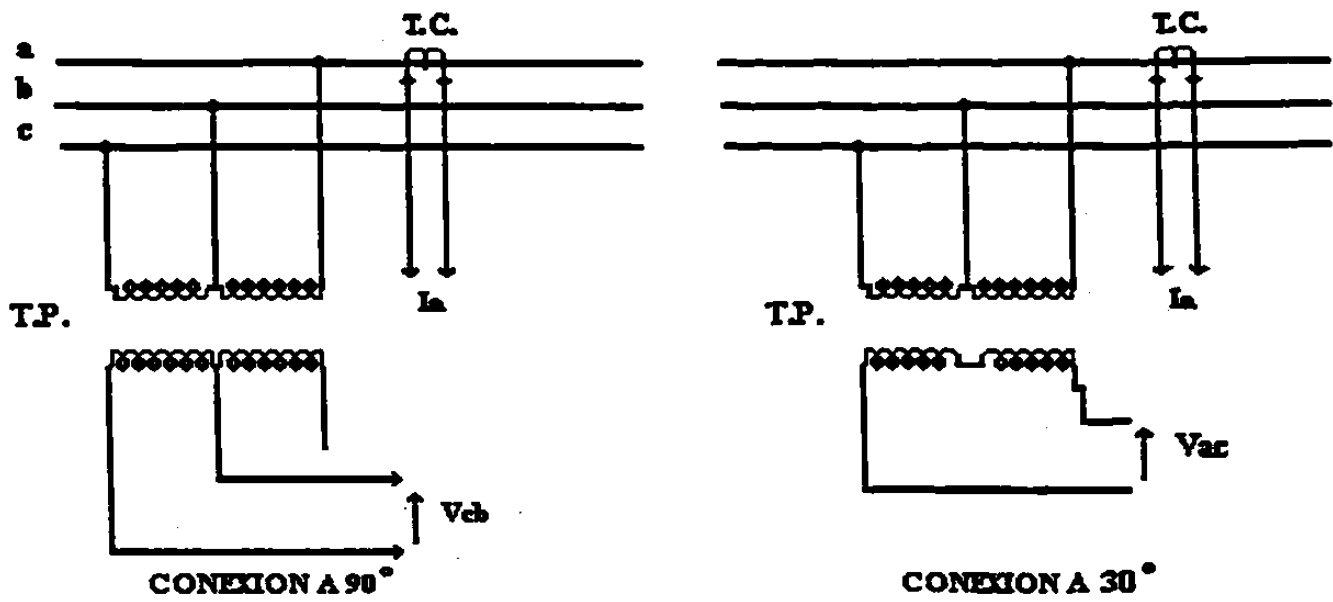 T.C.
a
b
c
Ia
T.P.
Vcb
CONEXION A 90°
T.C.
Ia
T.P.
Vac
CONEXION A 30°